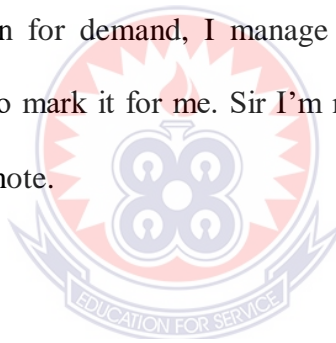 n for demand, I manage
o mark it for me. Sir I’m
note.
EDUCATION FOR SERVICE